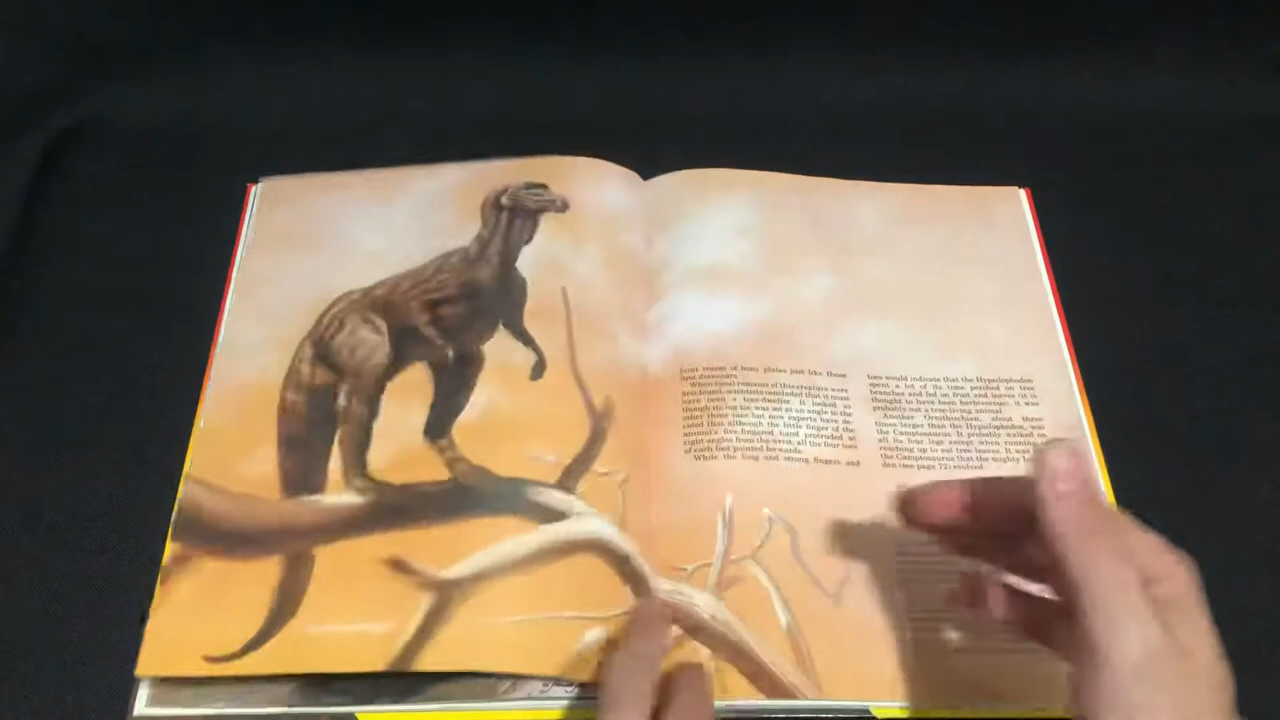 rows of bony plates just like those
first dinosaurs.
When fossil remains of this creature were
first found, scientists concluded that it must
have been a tree-dweller. It looked as
though its big toe was set at an angle to the
other three toes but now experts have de-
cided that although the little finger of the
animal's five-fingered hand protruded at
right angles from the wrist, all the four toes
of each foot pointed forwards.
While the long and strong fingers and
toes would indicate that the Hypsilophodon
spent a lot of its time perched on tree
branches and fed on fruit and leaves (it is
thought to have been herbivorous), it was
probably not a tree-living animal.
Another Ornithischian, about three
times larger than the Hypsilophodon, was
the Camptosaurus. It probably walked on
all its four legs except when running
reaching up to eat tree leaves. It was
the Camptosaurus that the mighty
don (see page 72) evolved.